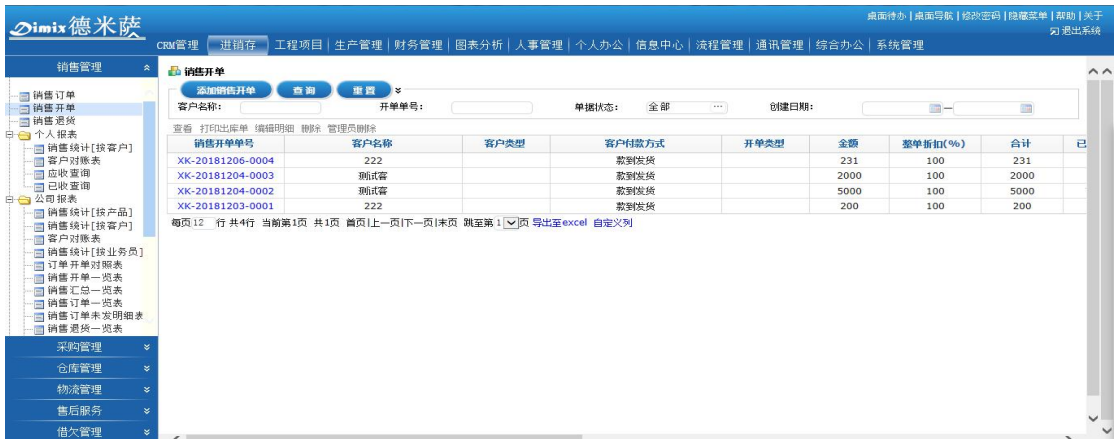 Dimix德米萨
桌面待办|桌面导航|修改密码|隐藏菜单|帮助|关于
退出系统
CRM管理|进销存|工程项目|生产管理|财务管理|图表分析|人事管理|个人办公|信息中心|流程管理|通讯管理|综合办公|系统管理
销售管理
销售订单
销售开单
销售退货
个人报表
销售统计[按客户]
客户对账表
应收查询
已收查询
公司报表
销售统计[按产品]
销售统计[按客户]
客户对账表
销售统计[按业务员]
订单开单对照表
销售开单一览表
销售汇总一览表
销售订单一览表
销售订单未发明细表
销售退货一览表
采购管理
仓库管理
物流管理
售后服务
借欠管理
销售开单
添加销售开单 查询 重置
客户名称: 开单单号: 单据状态: 全部 ... 创建日期: —
查看 打印出库单 编辑明细 删除 管理员删除
销售开单单号 客户名称 客户类型 客户付款方式 开单类型 金额 整单折扣(%) 合计 已
XK-20181206-0004 222 款到发货 231 100 231
XK-20181204-0003 测试客 款到发货 2000 100 2000
XK-20181204-0002 测试客 款到发货 5000 100 5000
XK-20181203-0001 222 款到发货 200 100 200
每页12 行 共4行 当前第1页 共1页 首页|上一页|下一页|末页 跳至第 1 页 导出至excel 自定义列